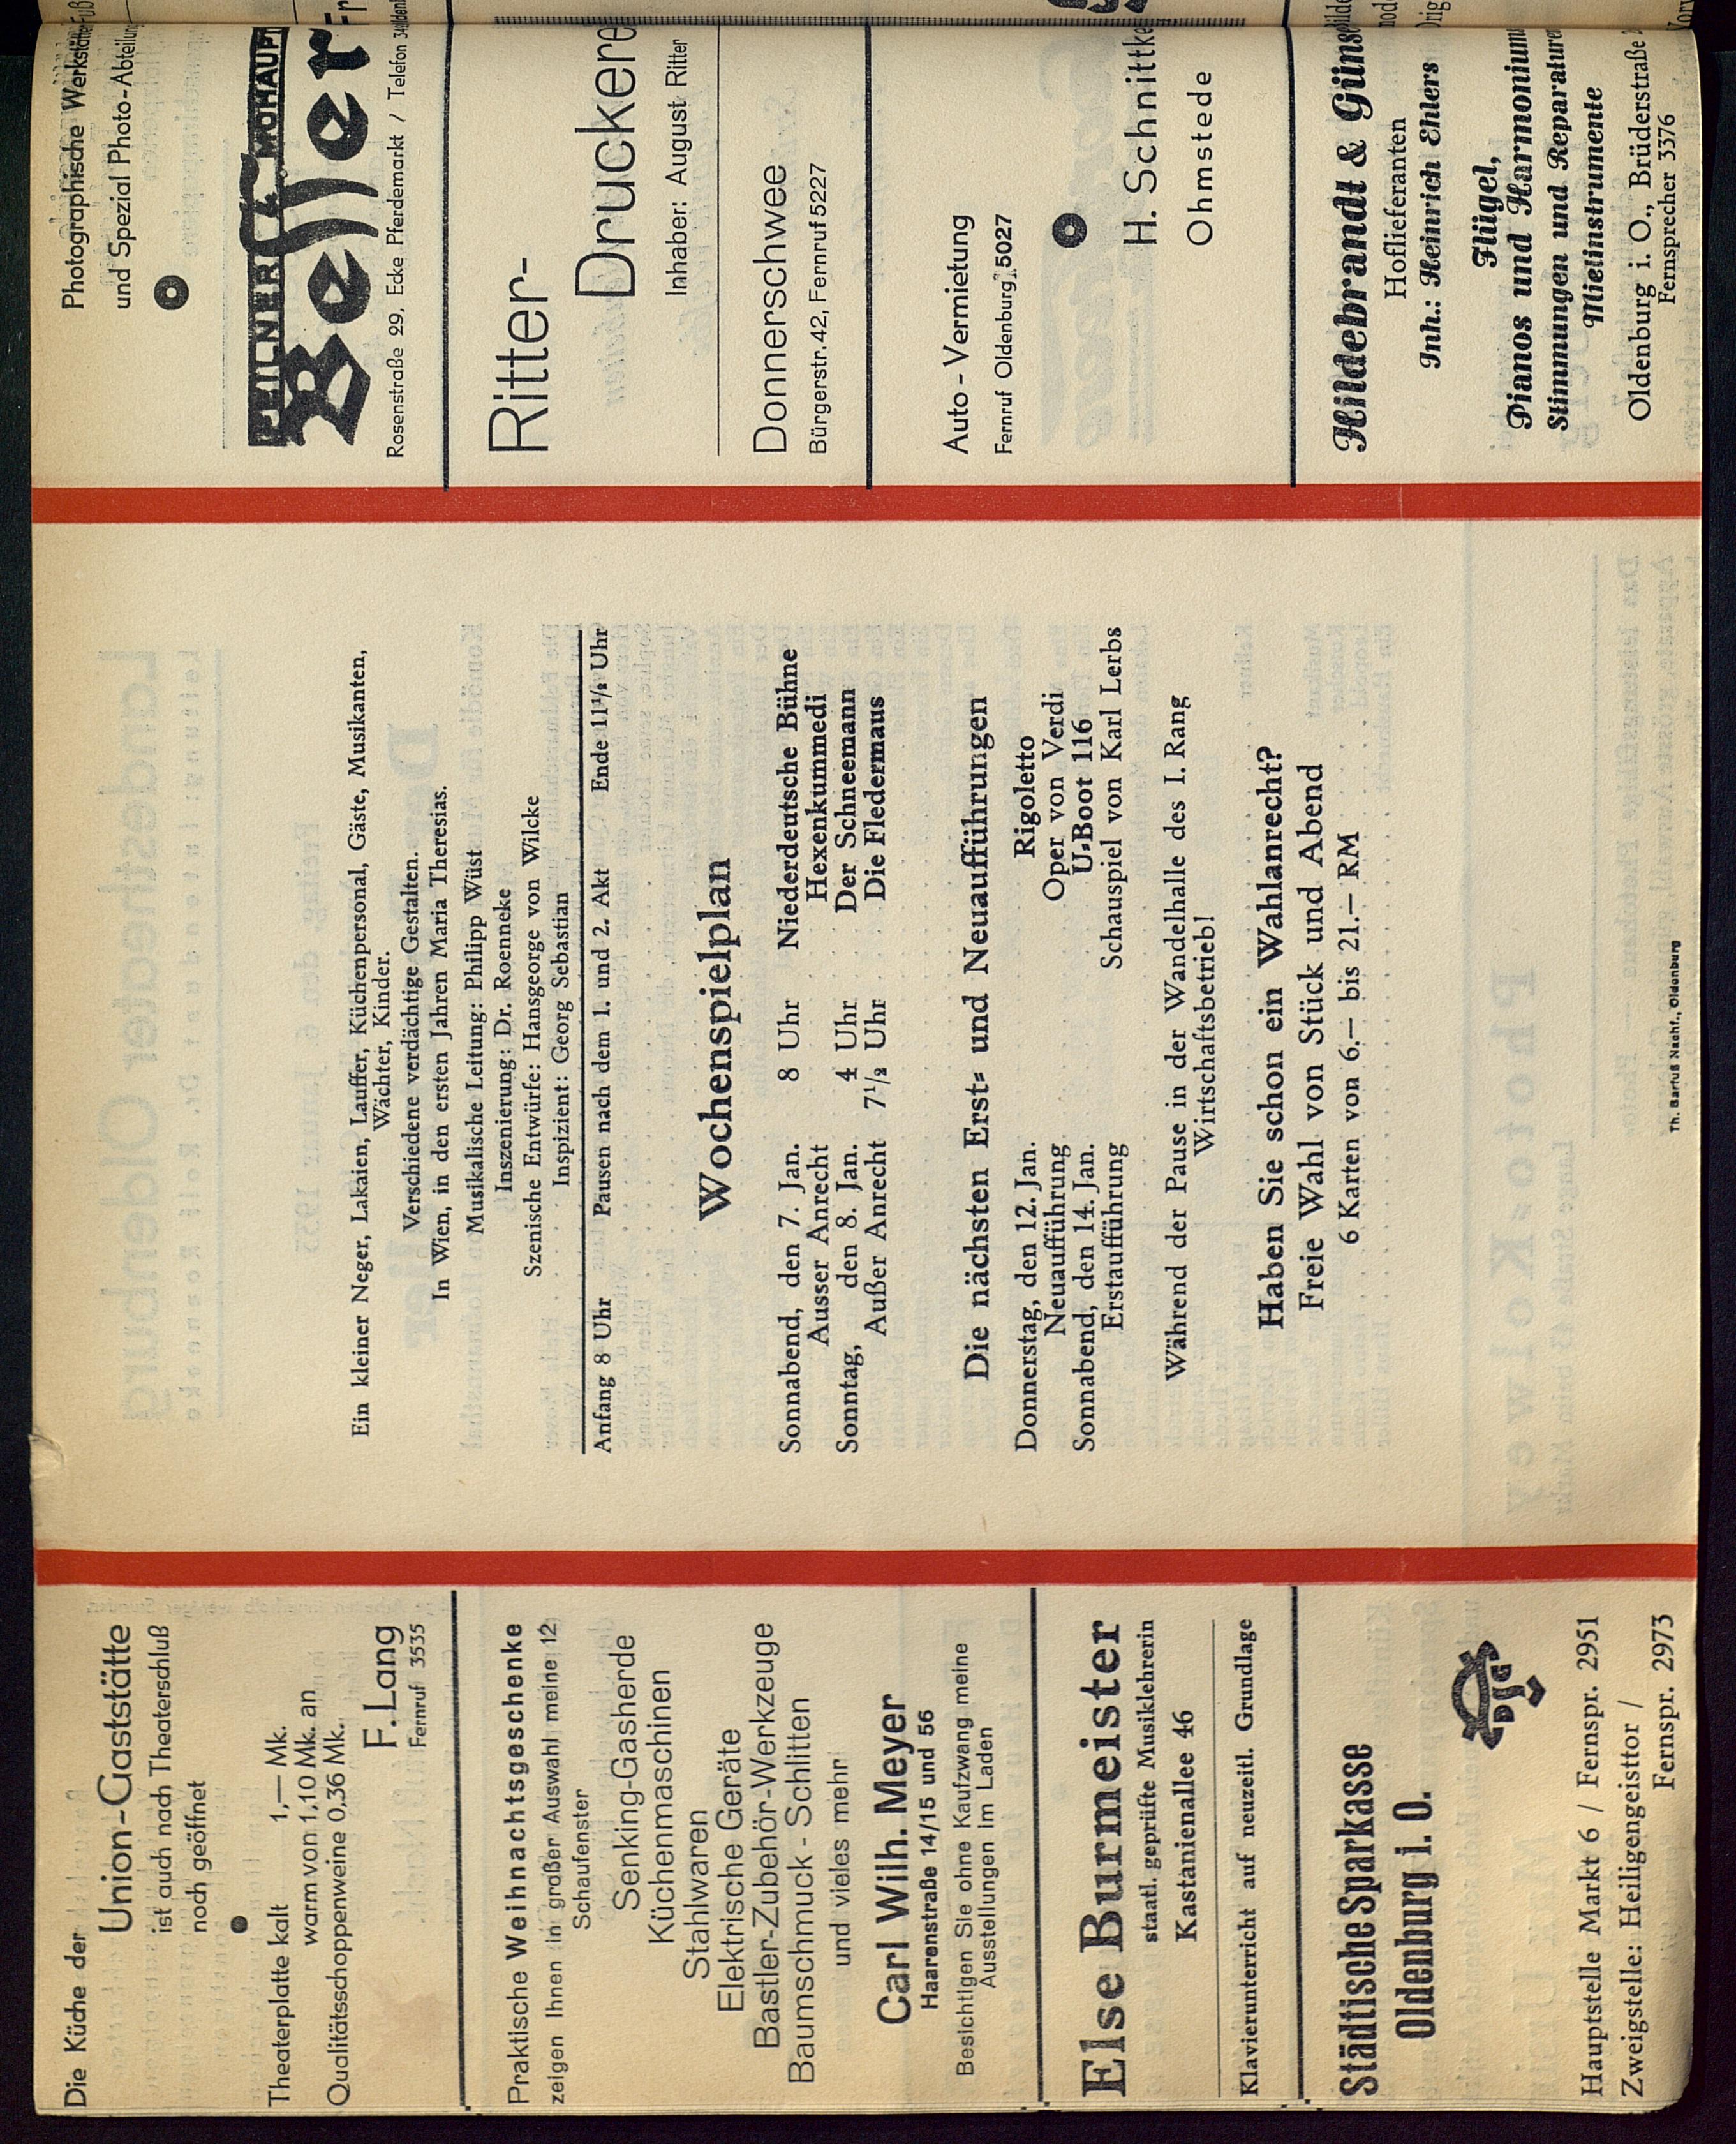 Die Küche der
Union-Gaststätte
ist auch nach Theaterschluß
noch geöffnet
Theaterplatte kalt 1,— Mk.
warm von 1,10 Mk. an
Qualitätsschoppenweine 0,36 Mk.
F. Lang
Fernruf 3535
Praktische Weihnachtsgeschenke
zeigen Ihnen in großer Auswahl meine 12
Schaufenster
Senking-Gasherde
Küchenmaschinen
Stahlwaren
Elektrische Geräte
Bastler-Zubehör-Werkzeuge
Baumschmuck - Schlitten
und vieles mehr
Carl Wilh. Meyer
Haarenstraße 14/15 und 56
Besichtigen Sie ohne Kaufzwang meine
Ausstellungen im Laden
Else Burmeister
staatl. geprüfte Musiklehrerin
Kastanienallee 46
Klavierunterricht auf neuzeitl. Grundlage
Städtische Sparkasse
Oldenburg i. O.
Hauptstelle Markt 6 / Fernspr. 2951
Zweigstelle: Heiligengeisttor /
Fernspr. 2973
Ein kleiner Neger, Lakaien, Lauffer, Küchenpersonal, Gäste, Musikanten,
Wächter, Kinder.
Verschiedene verdächtige Gestalten.
In Wien, in den ersten Jahren Maria Theresias.
Musikalische Leitung: Philipp Wüst
Inszenierung: Dr. Roenneke
Szenische Entwürfe: Hansgeorge von Wilcke
Inspizient: Georg Sebastian
Anfang 8 Uhr Pausen nach dem 1. und 2. Akt Ende 11¹/₄ Uhr
Wochenspielplan
Sonnabend, den 7. Jan. 8 Uhr Niederdeutsche Bühne
Ausser Anrecht Hexenkummedi
Sonntag, den 8. Jan. 4 Uhr Der Schneemann
Außer Anrecht 7¹/₂ Uhr Die Fledermaus
Die nächsten Erst- und Neuaufführungen
Donnerstag, den 12. Jan. Rigoletto
Neuaufführung Oper von Verdi
Sonnabend, den 14. Jan. U-Boot 116
Erstaufführung Schauspiel von Karl Lerbs
Während der Pause in der Wandelhalle des I. Rang
Wirtschaftsbetrieb!
Haben Sie schon ein Wahlanrecht?
Freie Wahl von Stück und Abend
6 Karten von 6.— bis 21.— RM
Th. Bartuß Nachf., Oldenburg
Photographische Werkstätte
und Spezial Photo-Abteilung
PEILNER & WOHAUPT
Besser
Rosenstraße 29, Ecke Pferdemarkt / Telefon
Ritter-
Druckere
Inhaber: August Ritter
Donnerschwee
Bürgerstr. 42, Fernruf 5227
Auto-Vermietung
Fernruf Oldenburg 5027
H. Schnittke
Ohmstede
Hildebrandt & Güns
Hoflieferanten
Inh.: Heinrich Ehlers
Flügel,
Pianos und Harmonium
Stimmungen und Reparature
Mietinstrumente
Oldenburg i. O., Brüderstraße
Fernsprecher 3376